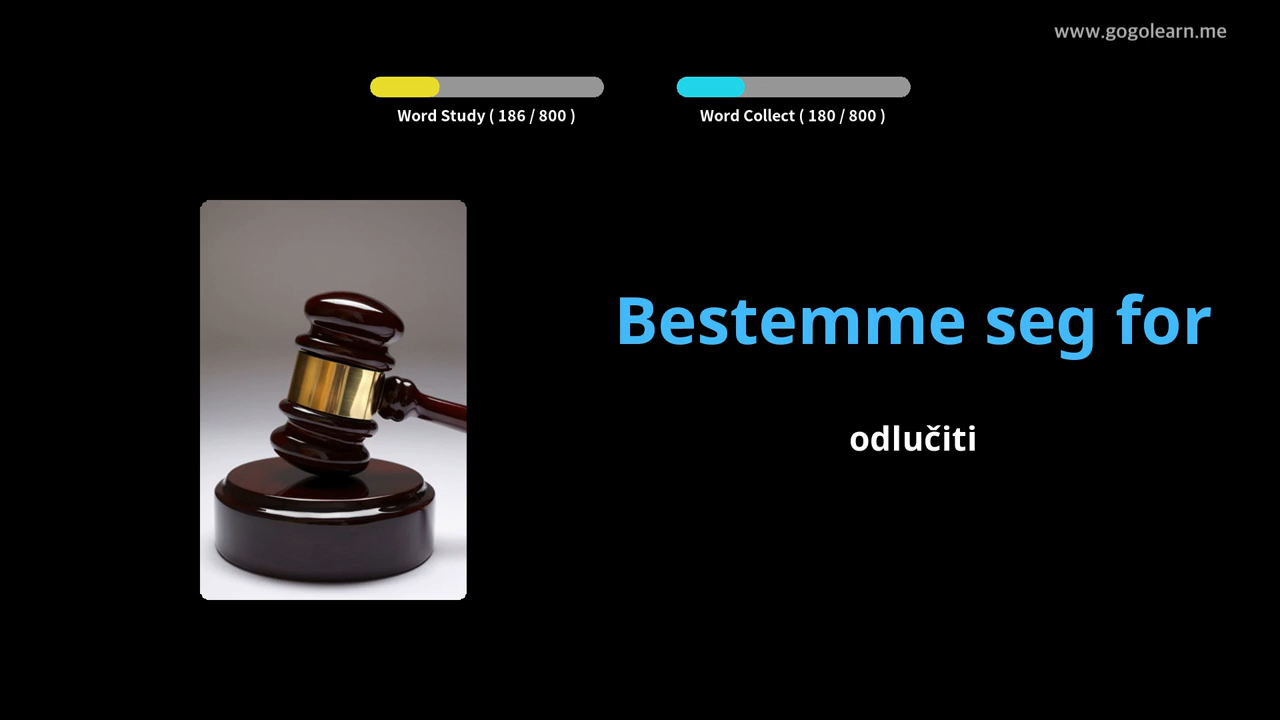 www.gogolearn.me
Word Study ( 186 / 800 )
Word Collect ( 180 / 800 )
Bestemme seg for
odlučiti